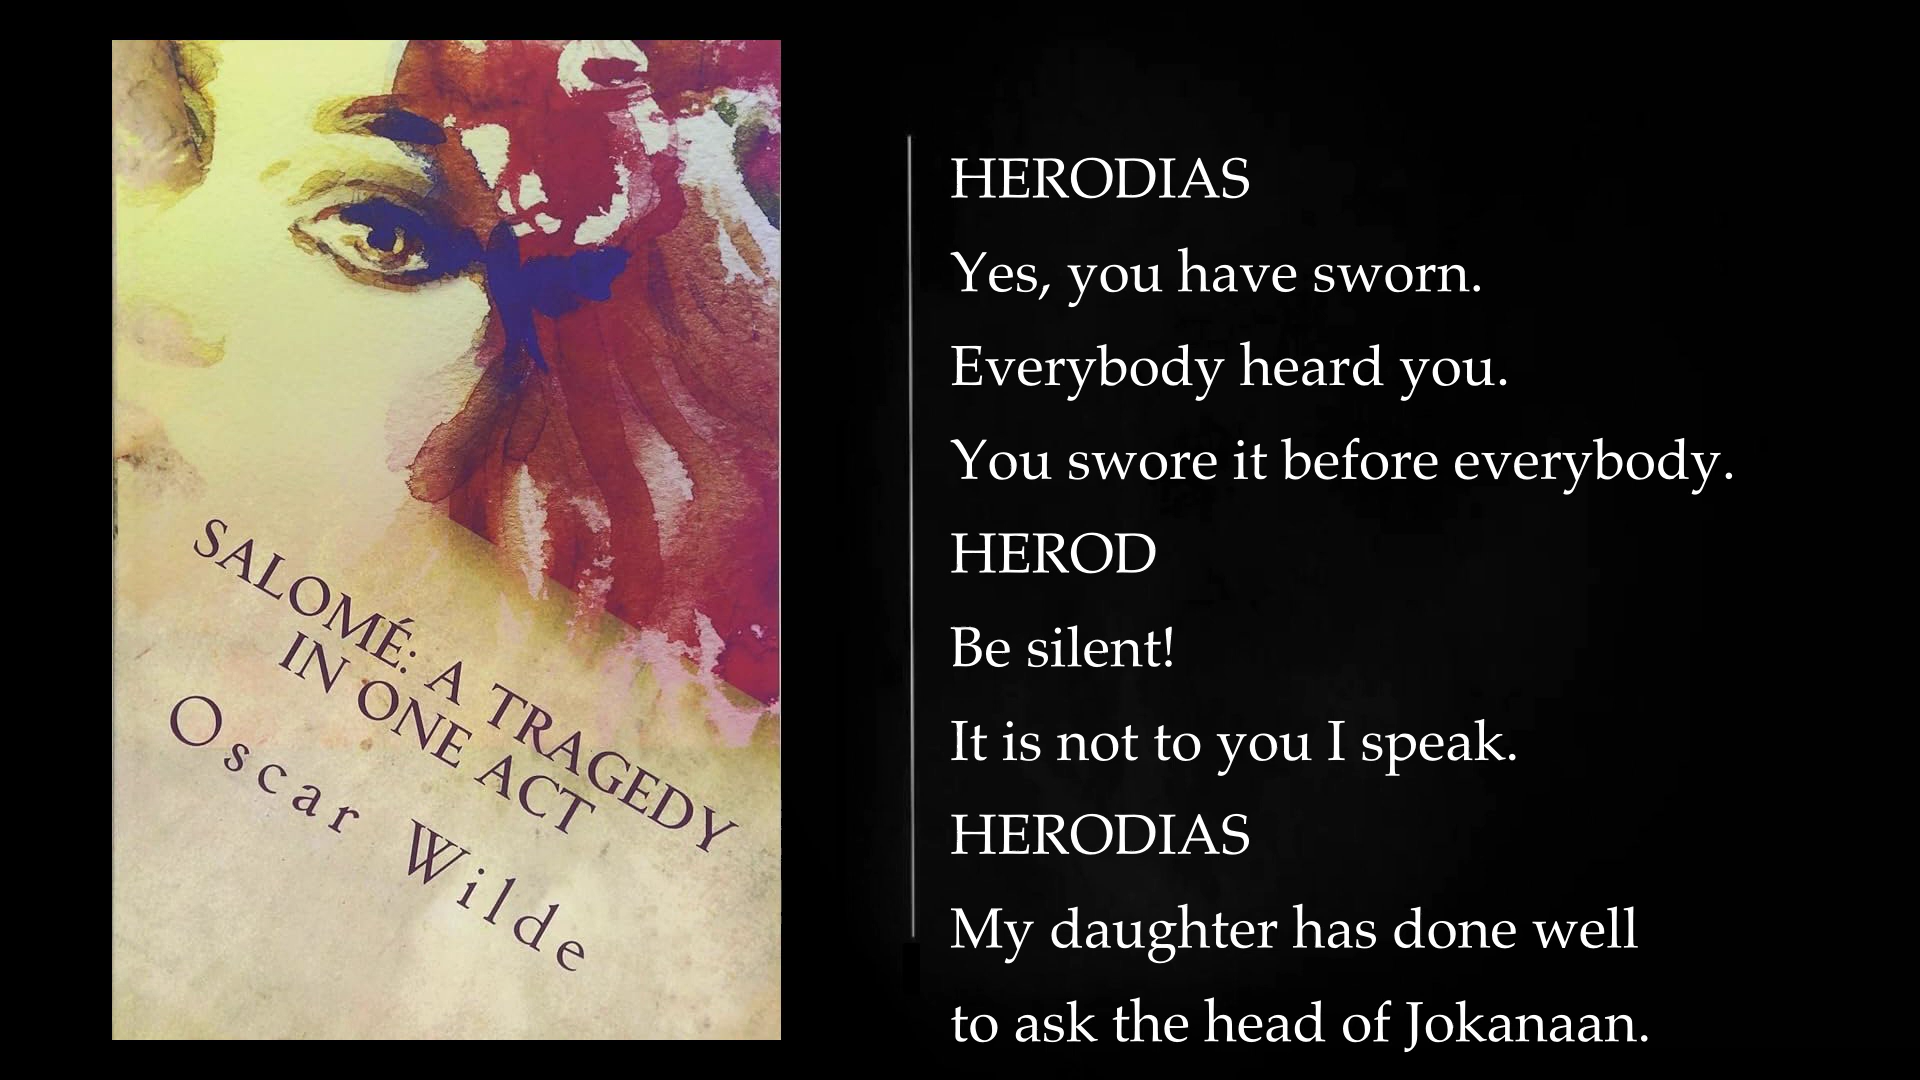 SALOMÉ: A TRAGEDY
IN ONE ACT
Oscar Wilde
HERODIAS
Yes, you have sworn.
Everybody heard you.
You swore it before everybody.
HEROD
Be silent!
It is not to you I speak.
HERODIAS
My daughter has done well
to ask the head of Jokanaan.